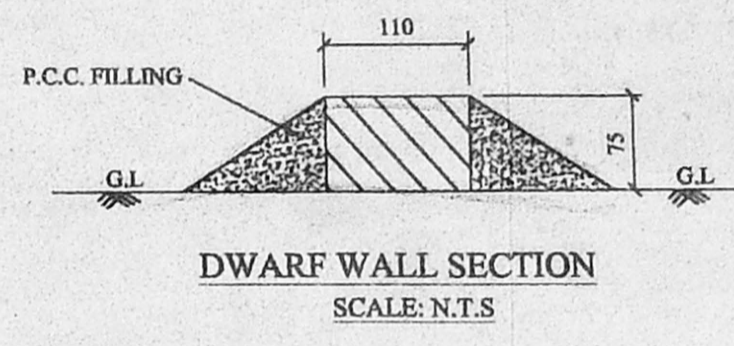 110
P.C.C. FILLING
75
G.L
G.L
DWARF WALL SECTION
SCALE: N.T.S